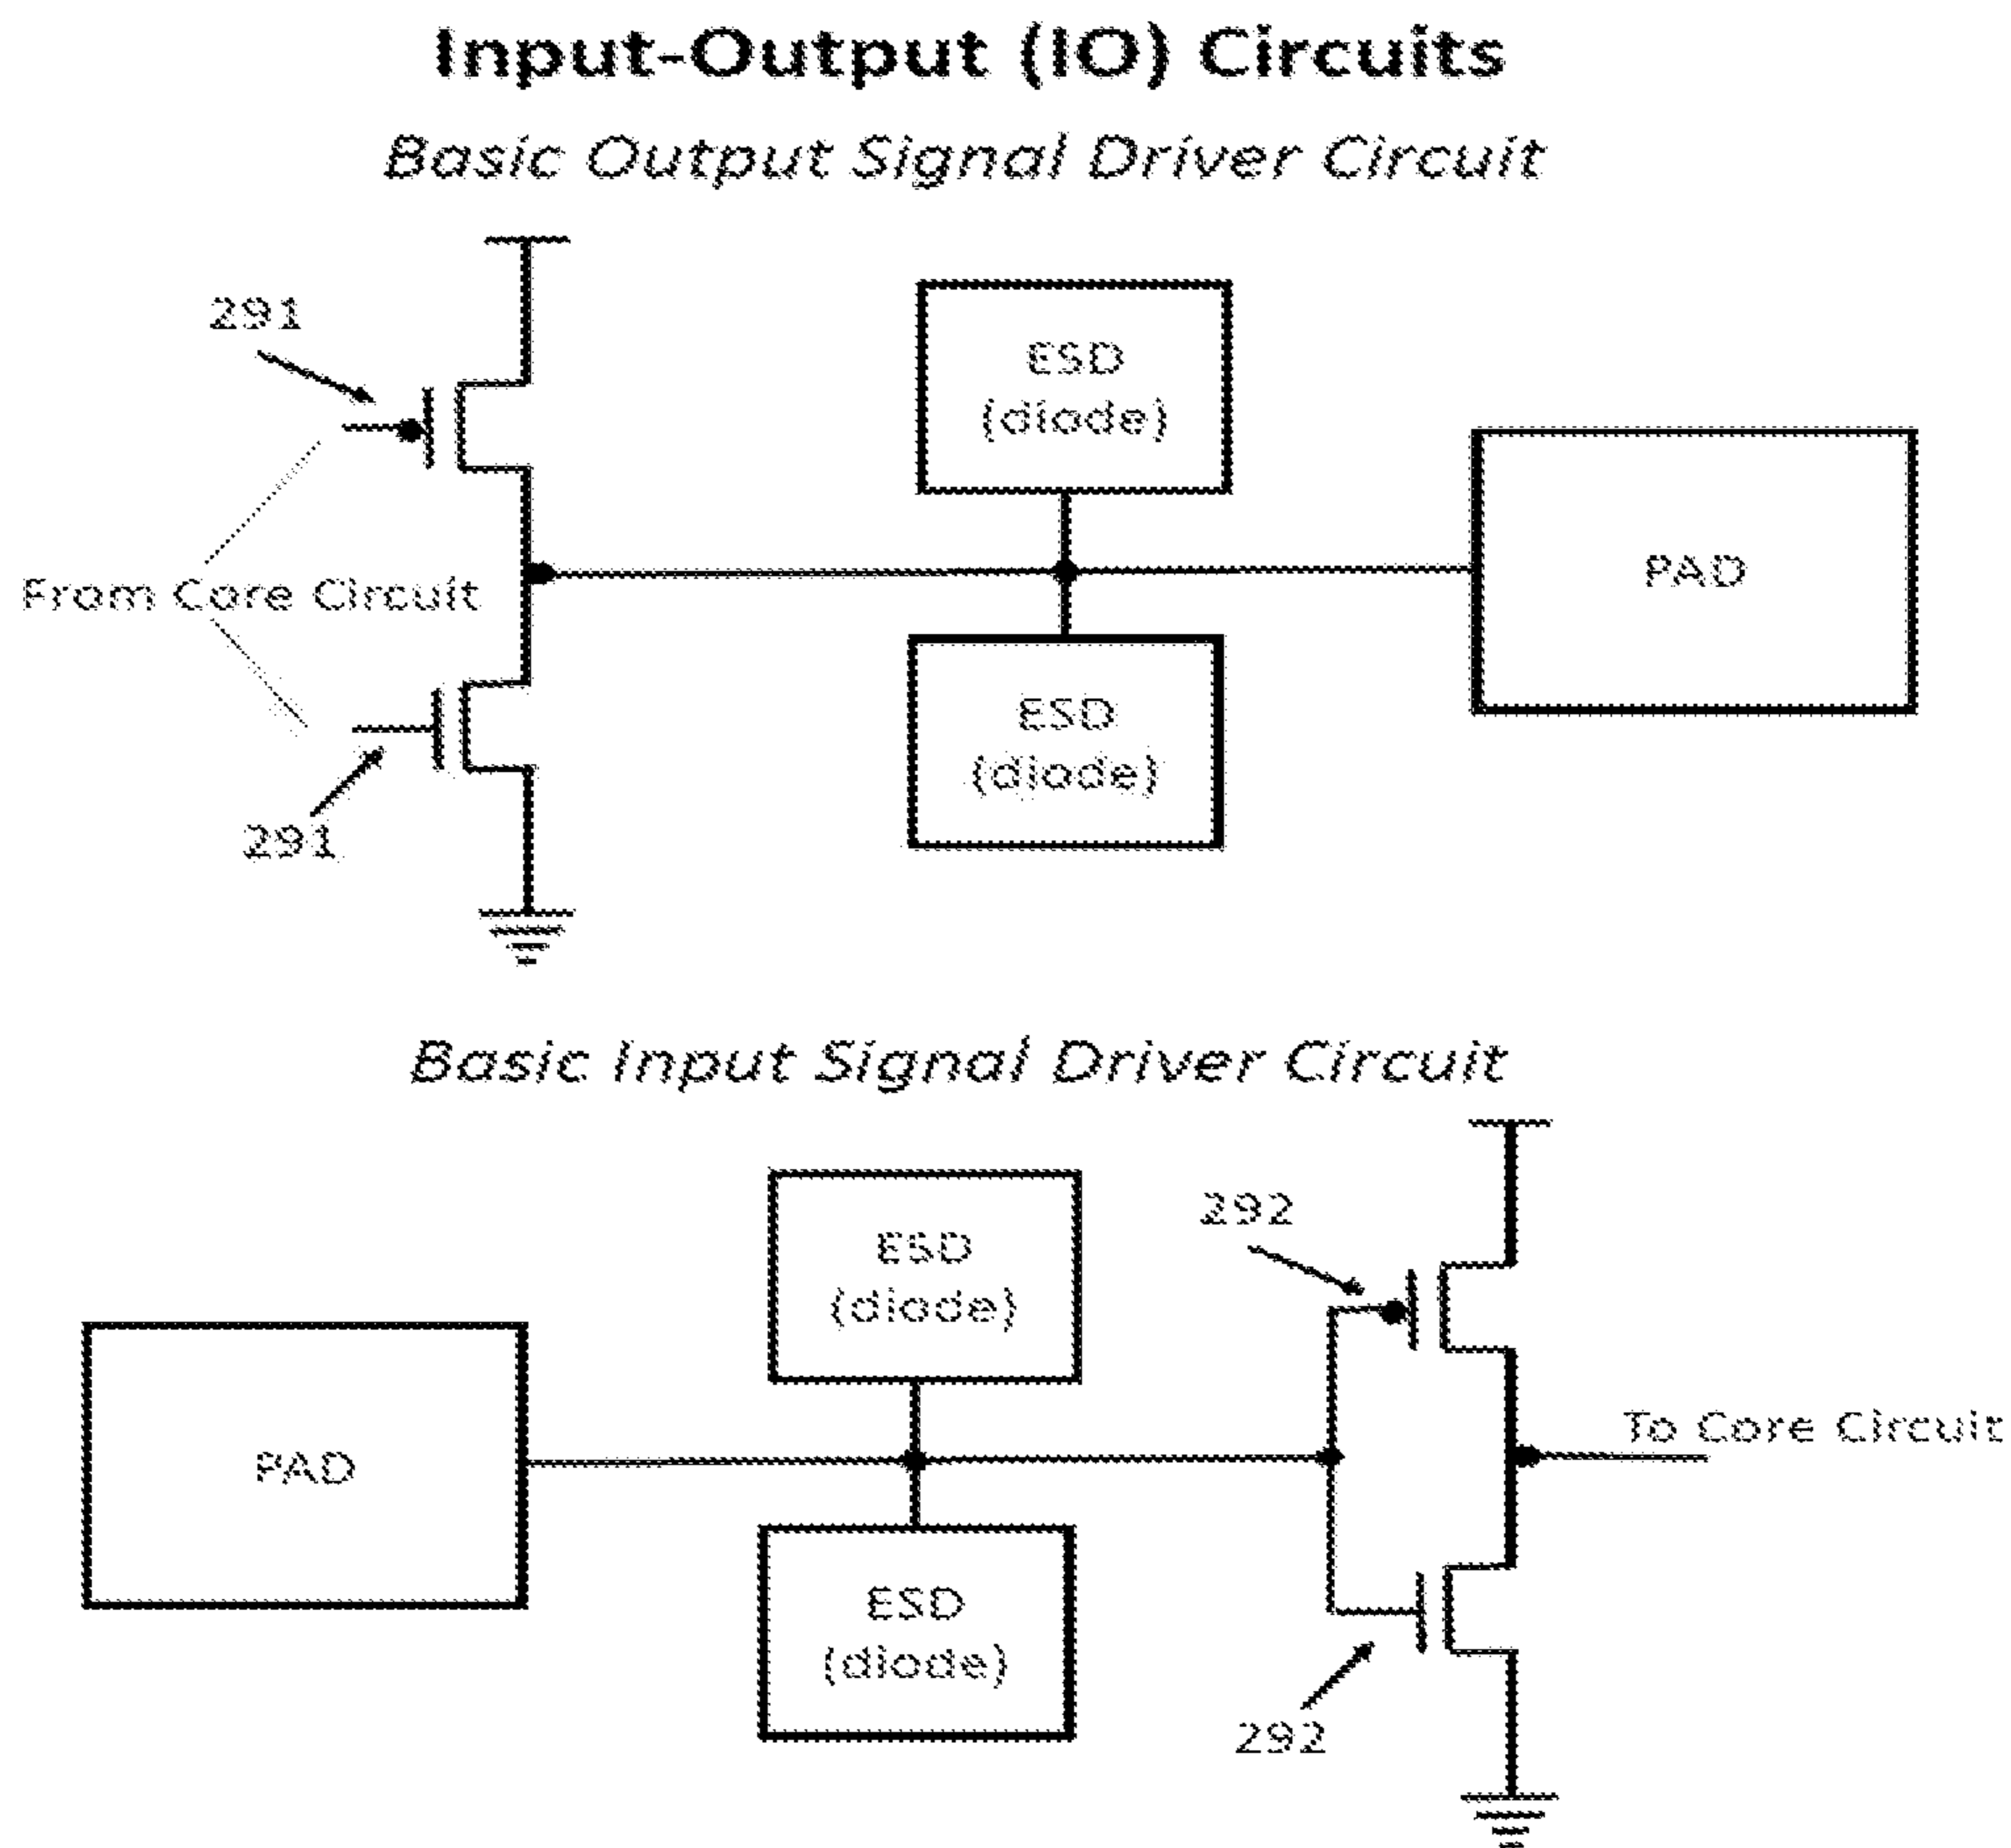 Input-Output (IO) Circuits
Basic Output Signal Driver Circuit
291
ESD
(diode)
PAD
From Core Circuit
ESD
(diode)
291
Basic Input Signal Driver Circuit
292
ESD
(diode)
To Core Circuit
PAD
ESD
(diode)
292